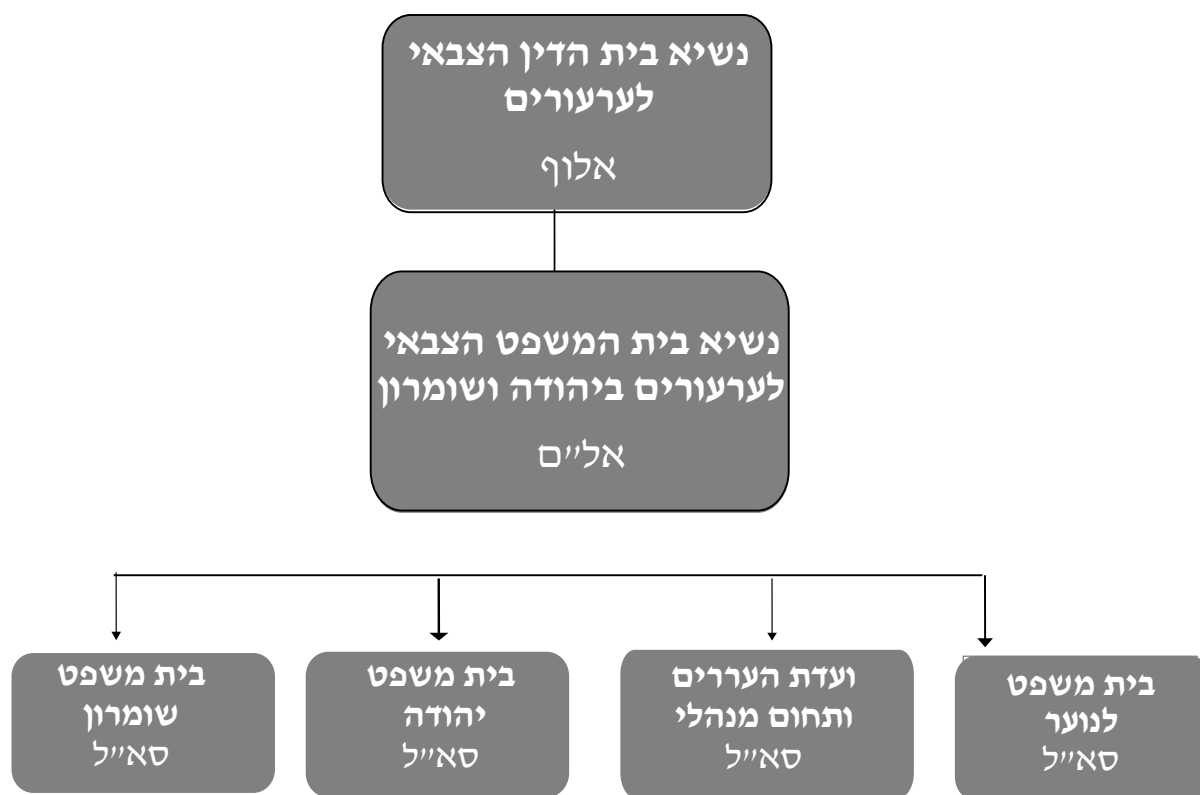 נשיא בית הדין הצבאי
לערעורים
אלוף
נשיא בית המשפט הצבאי
לערעורים ביהודה ושומרון
אל״ם
בית משפט
לנוער
סא״ל
ועדת העררים
ותחום מנהלי
סא״ל
בית משפט
יהודה
סא״ל
בית משפט
שומרון
סא״ל